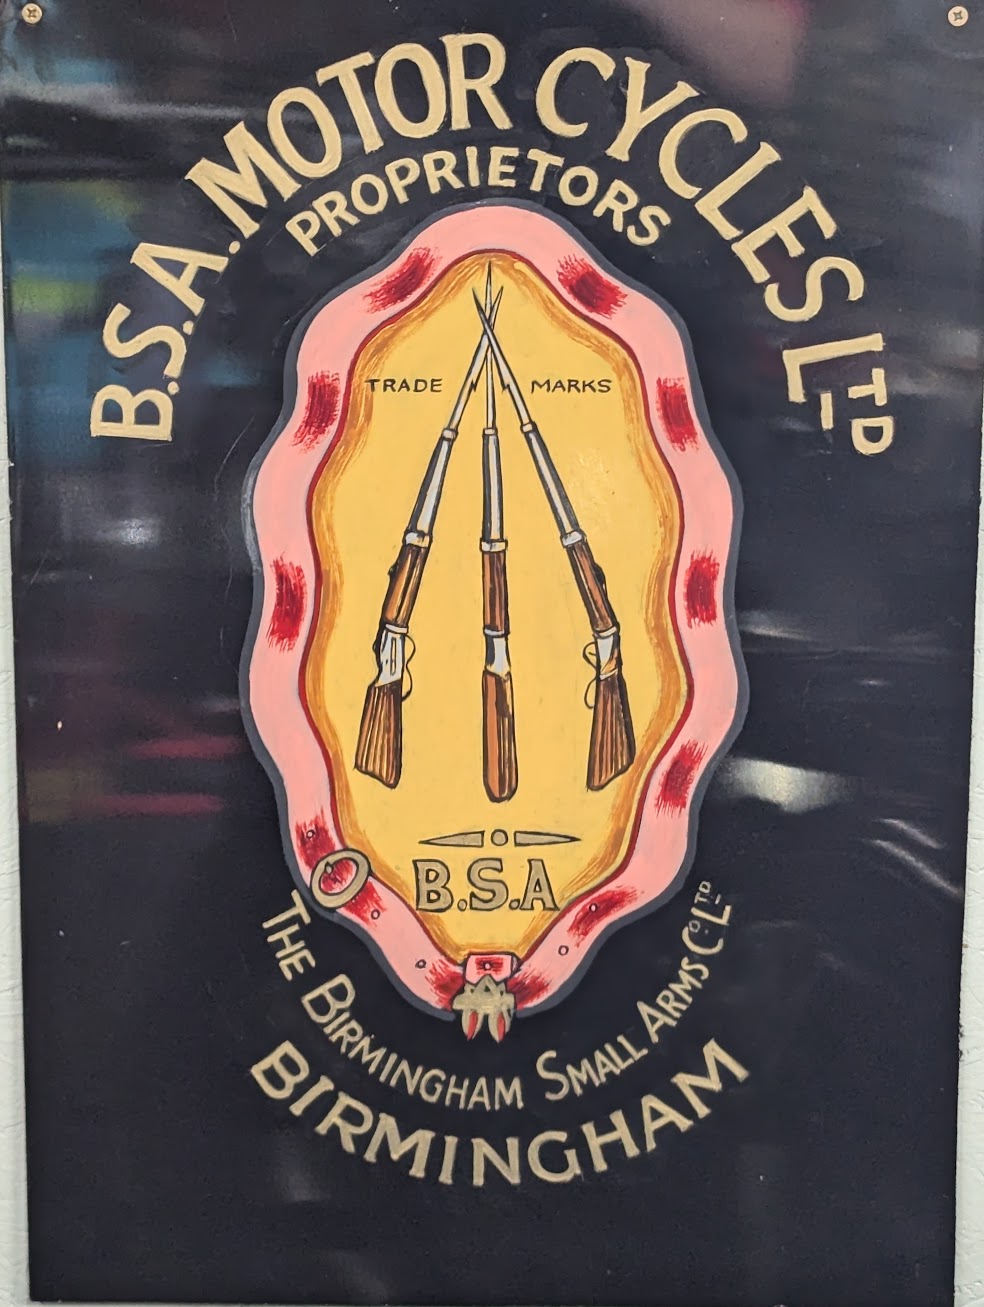 B.S.A. MOTOR CYCLES LTD
PROPRIETORS
TRADE MARKS
B.S.A
THE BIRMINGHAM SMALL ARMS CO. LTD
BIRMINGHAM